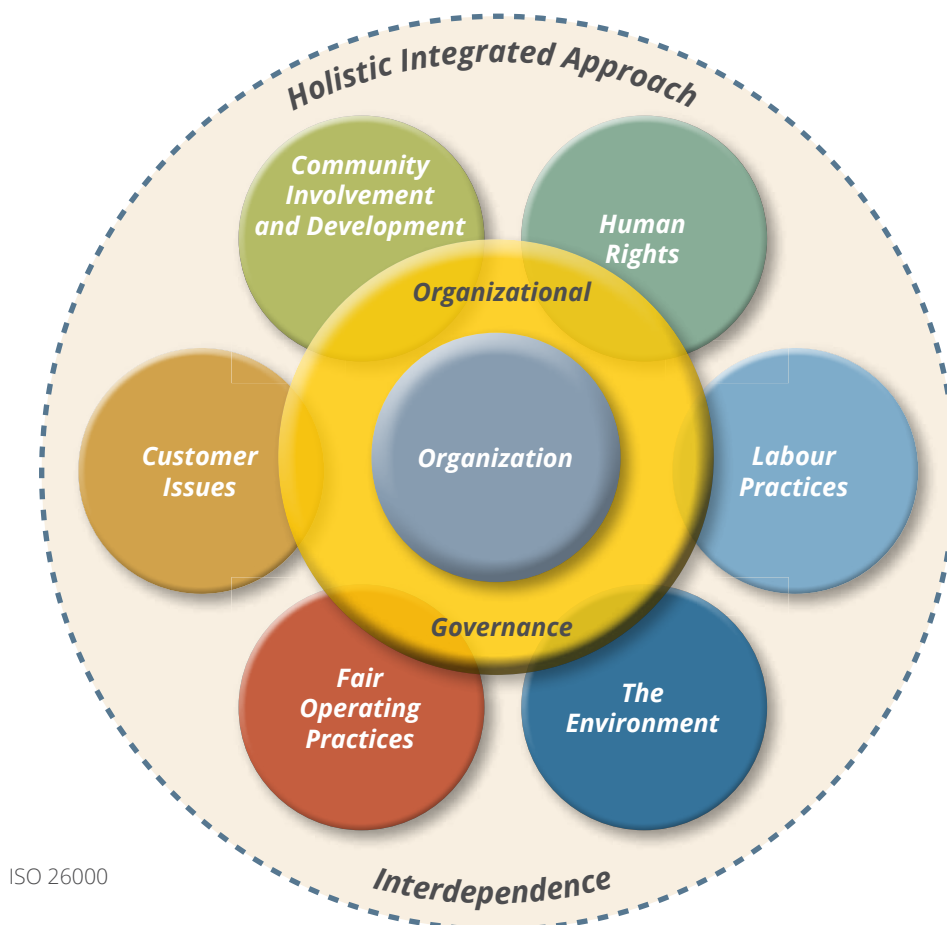 Holistic Integrated Approach
Community
Involvement
and Development
Human
Rights
Organizational
Customer
Issues
Organization
Labour
Practices
Governance
Fair
Operating
Practices
The
Environment
ISO 26000
Interdependence